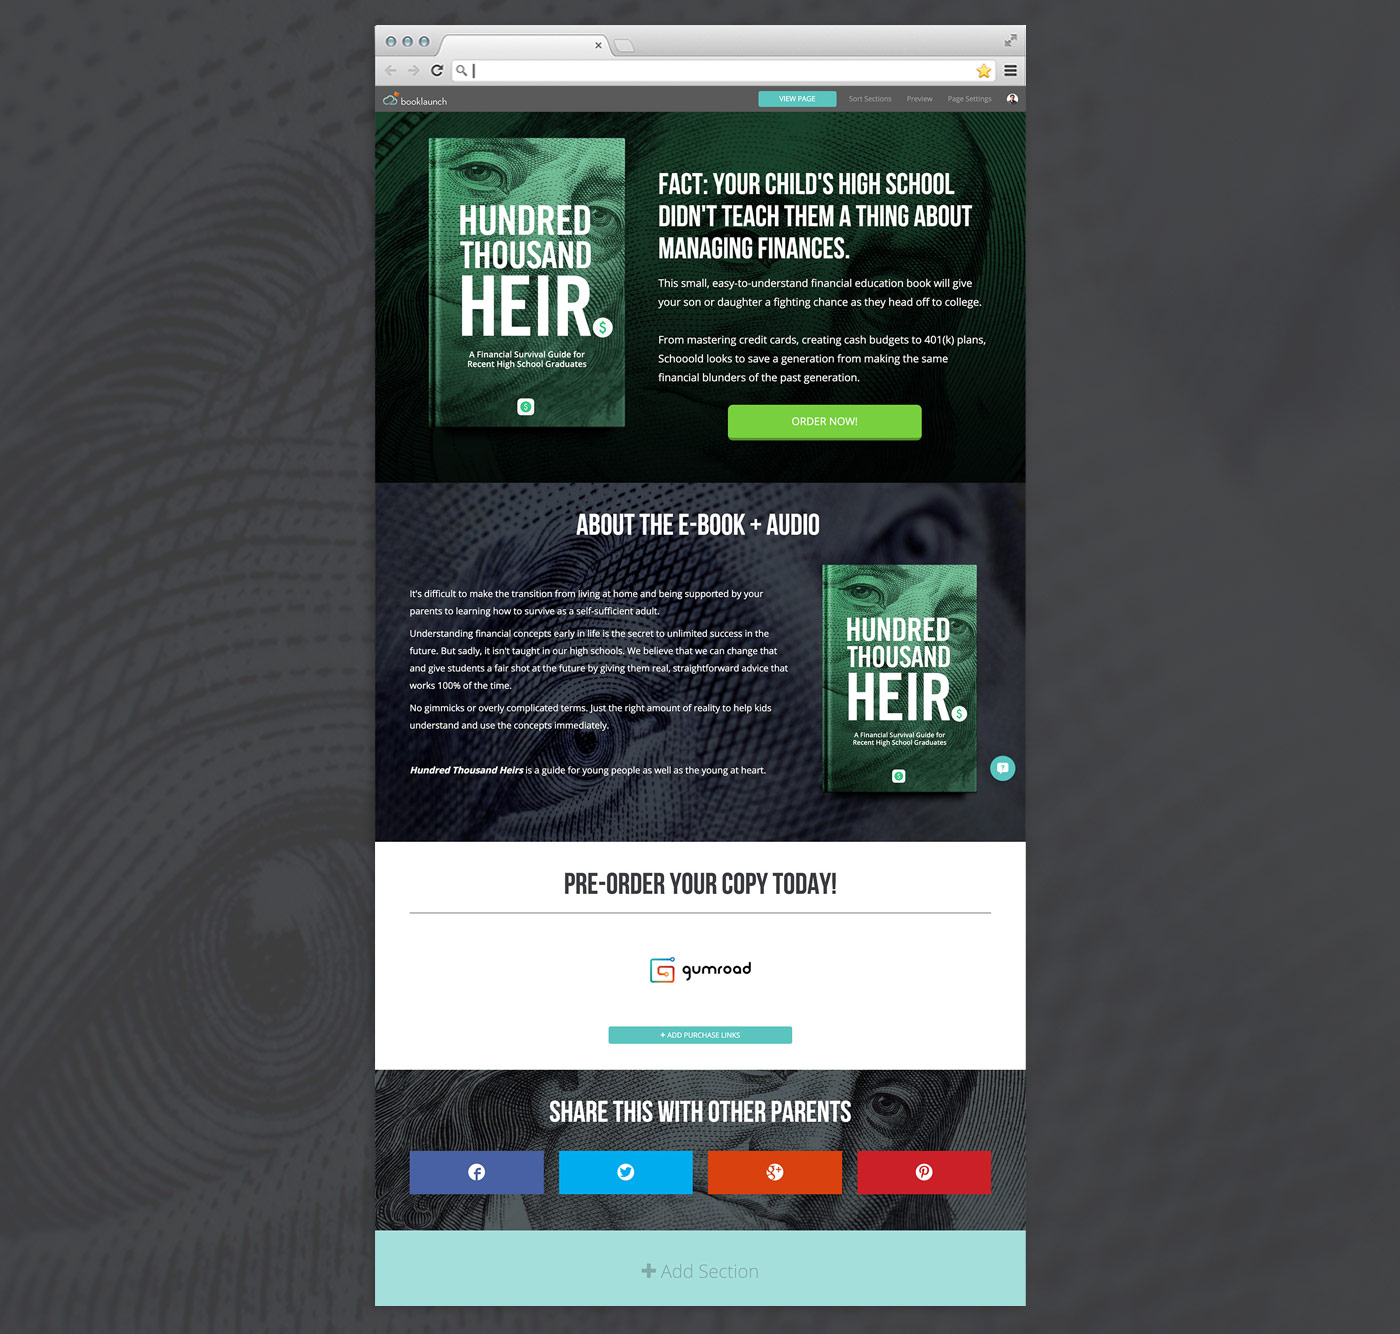 booklaunch
VIEW PAGE
Sort Sections
Preview
Page Settings
HUNDRED
THOUSAND
HEIR.
$
A Financial Survival Guide for
Recent High School Graduates
$
FACT: YOUR CHILD'S HIGH SCHOOL
DIDN'T TEACH THEM A THING ABOUT
MANAGING FINANCES.
This small, easy-to-understand financial education book will give
your son or daughter a fighting chance as they head off to college.
From mastering credit cards, creating cash budgets to 401(k) plans,
Schooold looks to save a generation from making the same
financial blunders of the past generation.
ORDER NOW!
ABOUT THE E-BOOK + AUDIO
It's difficult to make the transition from living at home and being supported by your
parents to learning how to survive as a self-sufficient adult.
Understanding financial concepts early in life is the secret to unlimited success in the
future. But sadly, it isn't taught in our high schools. We believe that we can change that
and give students a fair shot at the future by giving them real, straightforward advice that
works 100% of the time.
No gimmicks or overly complicated terms. Just the right amount of reality to help kids
understand and use the concepts immediately.
Hundred Thousand Heirs is a guide for young people as well as the young at heart.
HUNDRED
THOUSAND
HEIR.
$
A Financial Survival Guide for
Recent High School Graduates
$
?
PRE-ORDER YOUR COPY TODAY!
gumroad
+ ADD PURCHASE LINKS
SHARE THIS WITH OTHER PARENTS
+ Add Section